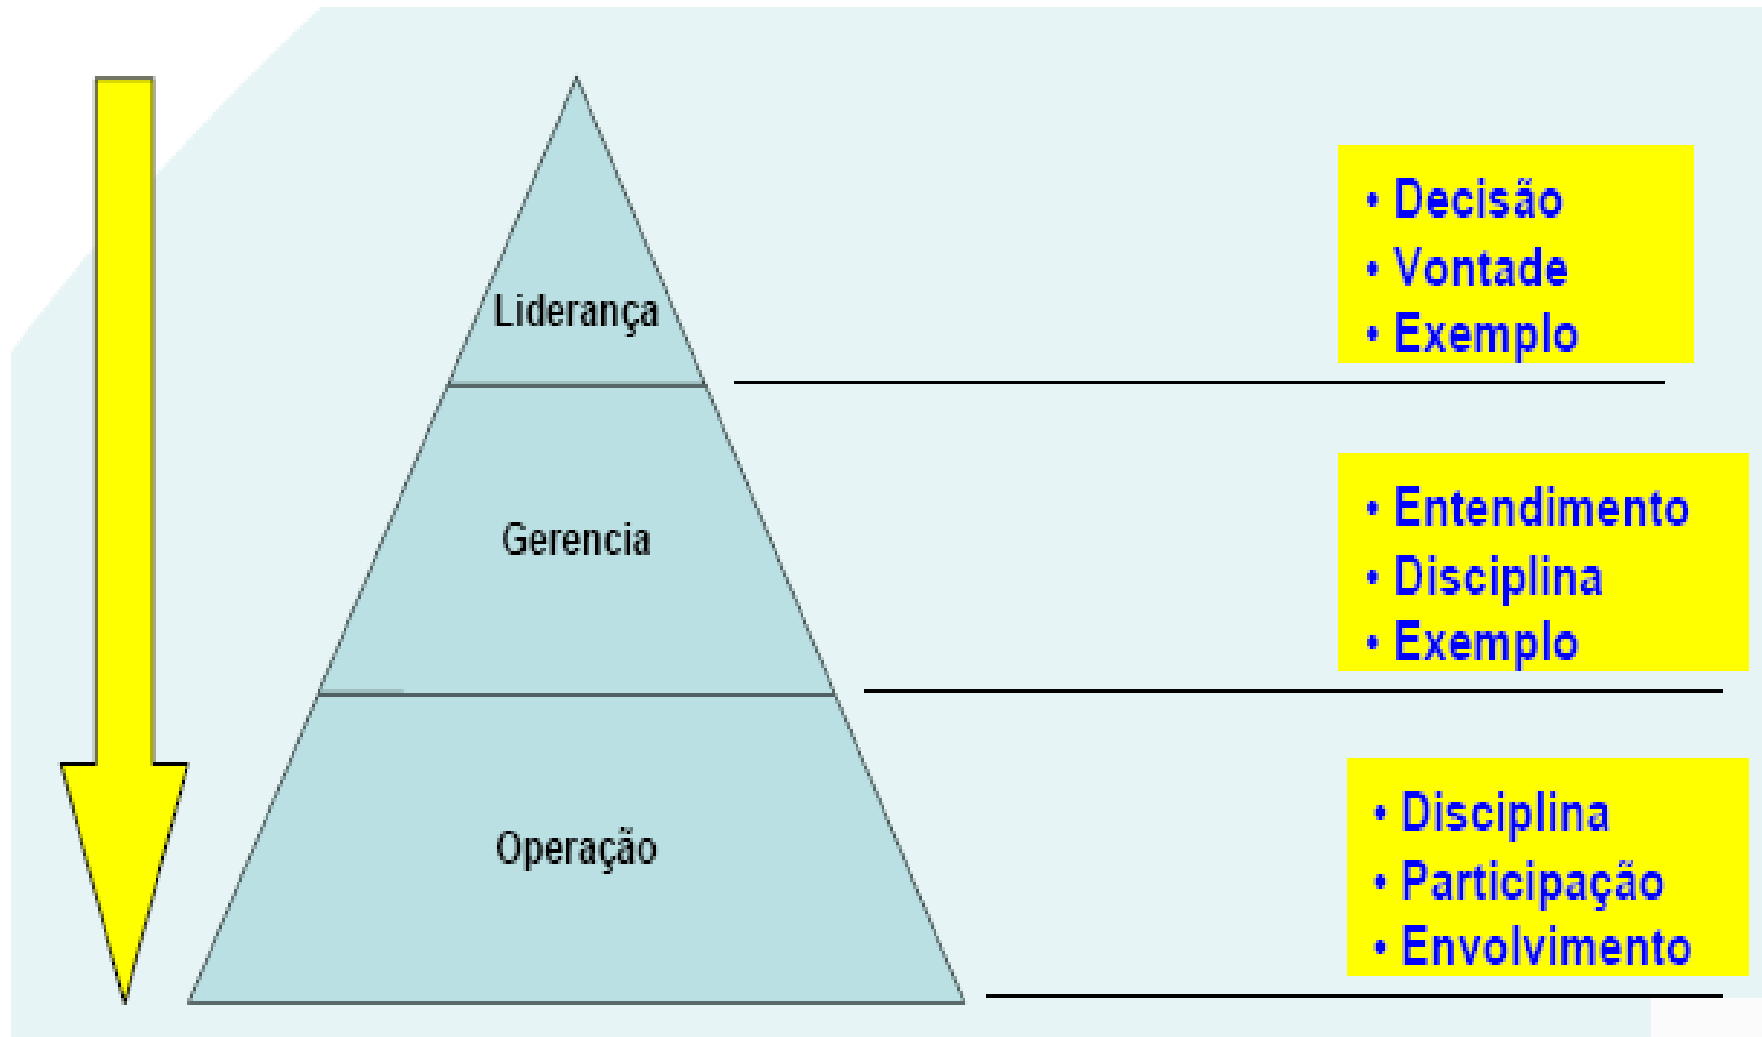 Liderança
• Decisão
• Vontade
• Exemplo
Gerencia
• Entendimento
• Disciplina
• Exemplo
Operação
• Disciplina
• Participação
• Envolvimento